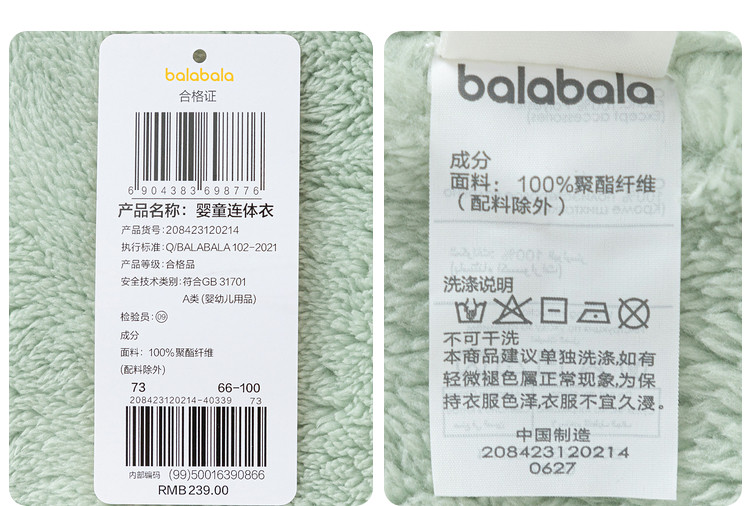 balabala
合格证
6 904383 698776
产品名称：婴童连体衣
产品货号：208423120214
执行标准：Q/BALABALA 102-2021
产品等级：合格品
安全技术类别：符合GB 31701
A类（婴幼儿用品）
检验员：09
成分
面料：100%聚酯纤维
(配料除外)
73 66-100
208423120214-40339 73
内部编码 (99)50016390866
RMB239.00
balabala
成分
面料：100%聚酯纤维
（配料除外）
洗涤说明
不可干洗
本商品建议单独洗涤,如有
轻微褪色属正常现象,为保
持衣服色泽衣服不宜久浸。
中国制造
208423120214
0627
(Except accessories)